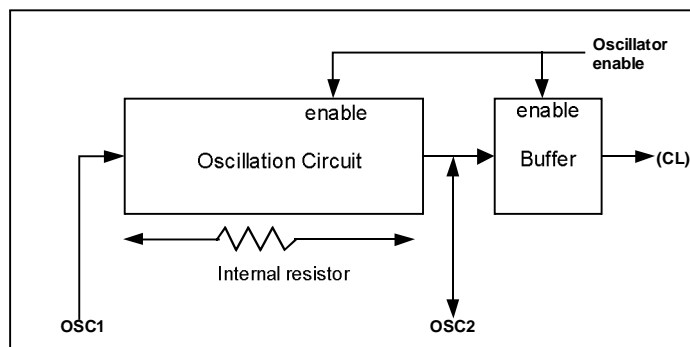 Oscillator
enable
enable
enable
Oscillation Circuit
Buffer
(CL)
Internal resistor
OSC1
OSC2